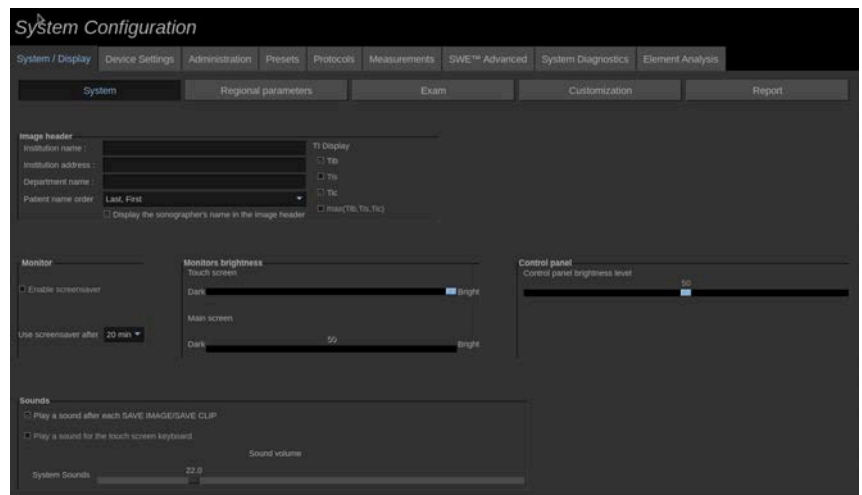 System Configuration
System / Display Device Settings Administration Presets Protocols Measurements SWE™ Advanced System Diagnostics Element Analysis
System Regional parameters Exam Customization Report
Image header
Institution name :
Institution address :
Department name :
Patient name order Last, First
Display the sonographer's name in the image header
TI Display
Tib
Tis
Tic
max(Tib,Tis,Tic)
Monitor
Enable screensaver
Use screensaver after 20 min
Monitors brightness
Touch screen
Dark Bright
Main screen
50
Dark Bright
Control panel
Control panel brightness level
50
Sounds
Play a sound after each SAVE IMAGE/SAVE CLIP
Play a sound for the touch screen keyboard
Sound volume
22.0
System Sounds